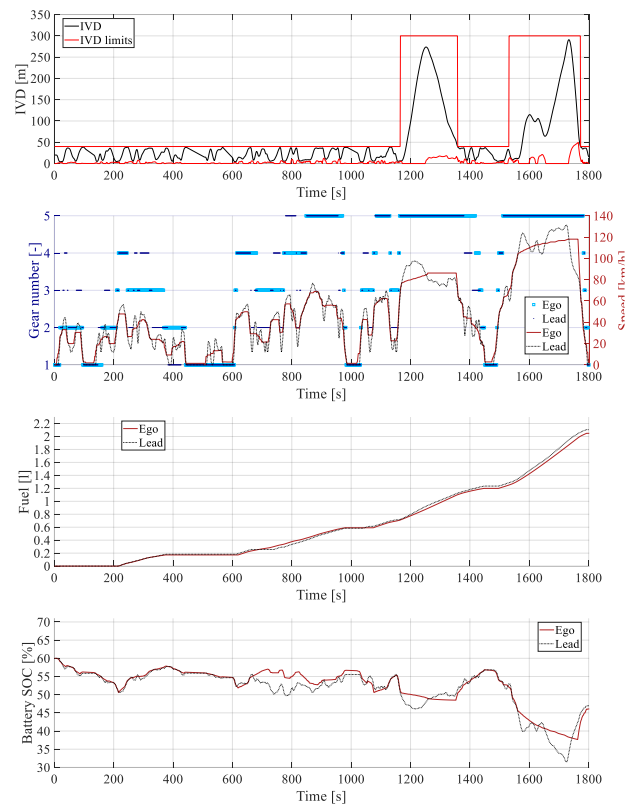 350
300
250
200
150
100
50
0
IVD [m]
IVD
IVD limits
0 200 400 600 800 1000 1200 1400 1600 1800
Time [s]
5
4
3
2
1
Gear number [-]
140
120
100
80
60
40
20
0
Speed [km/h]
Ego
Lead
Ego
Lead
0 200 400 600 800 1000 1200 1400 1600 1800
Time [s]
2.2
2
1.8
1.6
1.4
1.2
1
0.8
0.6
0.4
0.2
0
Fuel [l]
Ego
Lead
0 200 400 600 800 1000 1200 1400 1600 1800
Time [s]
70
65
60
55
50
45
40
35
30
Battery SOC [%]
Ego
Lead
0 200 400 600 800 1000 1200 1400 1600 1800
Time [s]